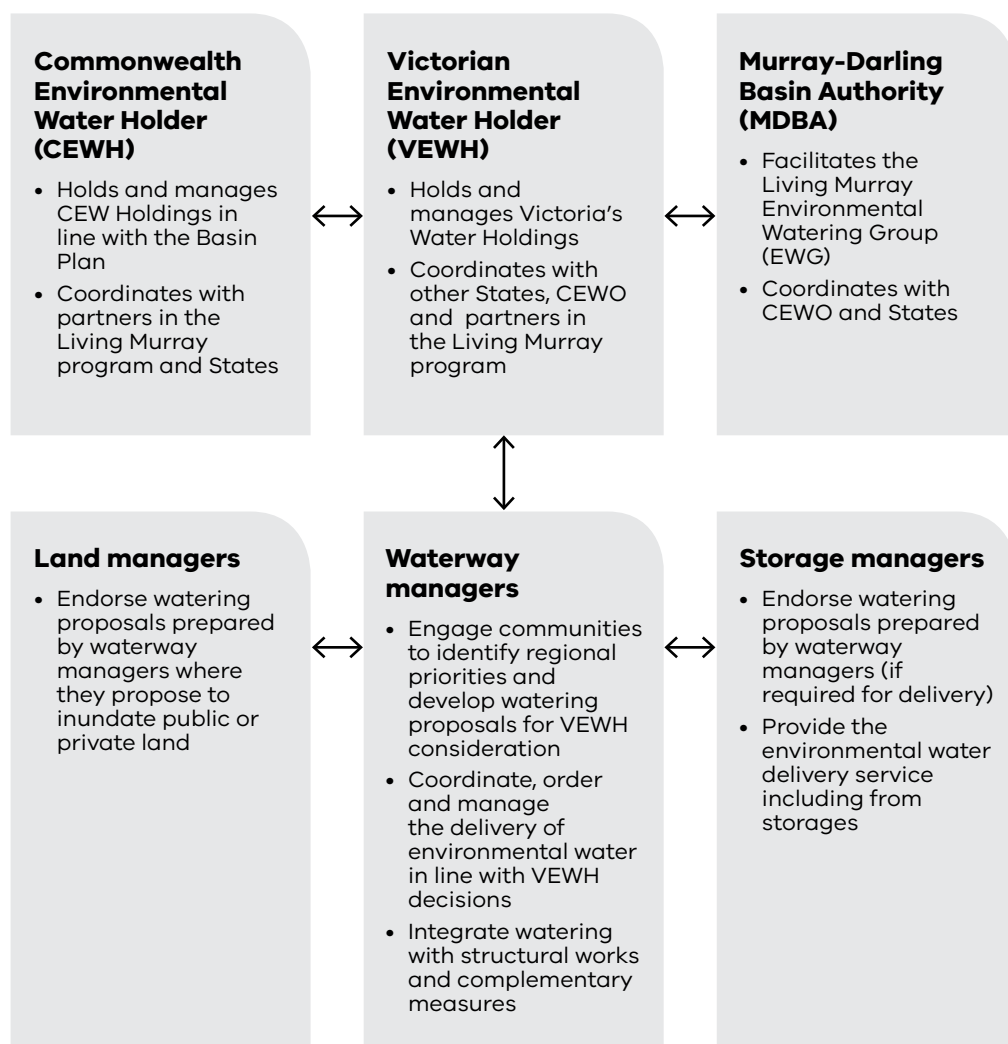 Commonwealth
Environmental
Water Holder
(CEWH)
• Holds and manages
CEW Holdings in
line with the Basin
Plan
• Coordinates with
partners in the
Living Murray
program and States
Victorian
Environmental
Water Holder
(VEWH)
• Holds and
manages Victoria's
Water Holdings
• Coordinates with
other States, CEWO
and partners in
the Living Murray
program
Murray-Darling
Basin Authority
(MDBA)
• Facilitates the
Living Murray
Environmental
Watering Group
(EWG)
• Coordinates with
CEWO and States
Land managers
• Endorse watering
proposals prepared
by waterway
managers where
they propose to
inundate public or
private land
Waterway
managers
• Engage communities
to identify regional
priorities and
develop watering
proposals for VEWH
consideration
• Coordinate, order
and manage
the delivery of
environmental water
in line with VEWH
decisions
• Integrate watering
with structural works
and complementary
measures
Storage managers
• Endorse watering
proposals prepared
by waterway
managers (if
required for delivery)
• Provide the
environmental water
delivery service
including from
storages